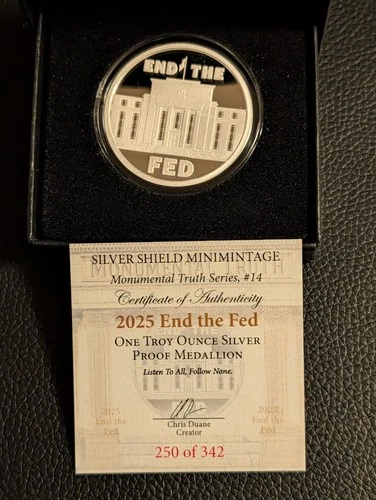 END THE
FED
SILVER SHIELD MINIMINTAGE
MONUMENTAL TRUTH
Monumental Truth Series, #14
Certificate of Authenticity
2025 End the Fed
ONE TROY OUNCE SILVER
PROOF MEDALLION
Listen To All, Follow None.
2025
End the
Fed
Chris Duane
Creator
2025
End the
Fed
250 of 342